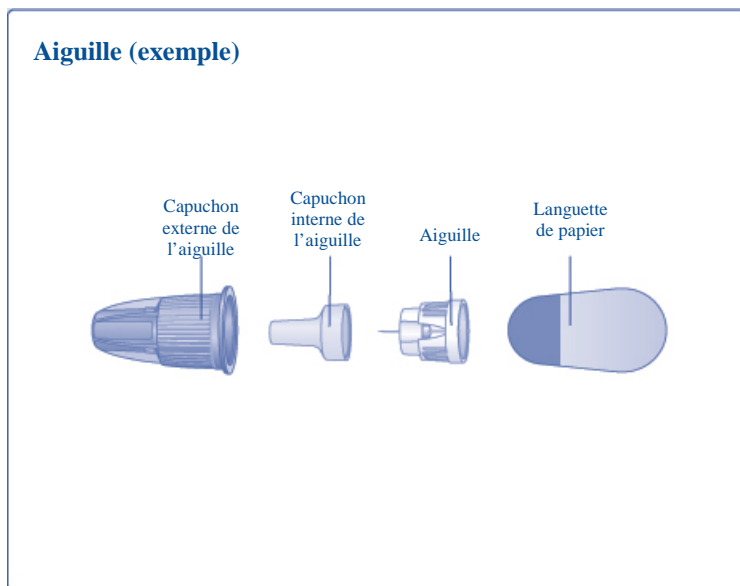 Aiguille (exemple)
Capuchon
externe de
l’aiguille
Capuchon
interne de
l’aiguille
Aiguille
Languette
de papier